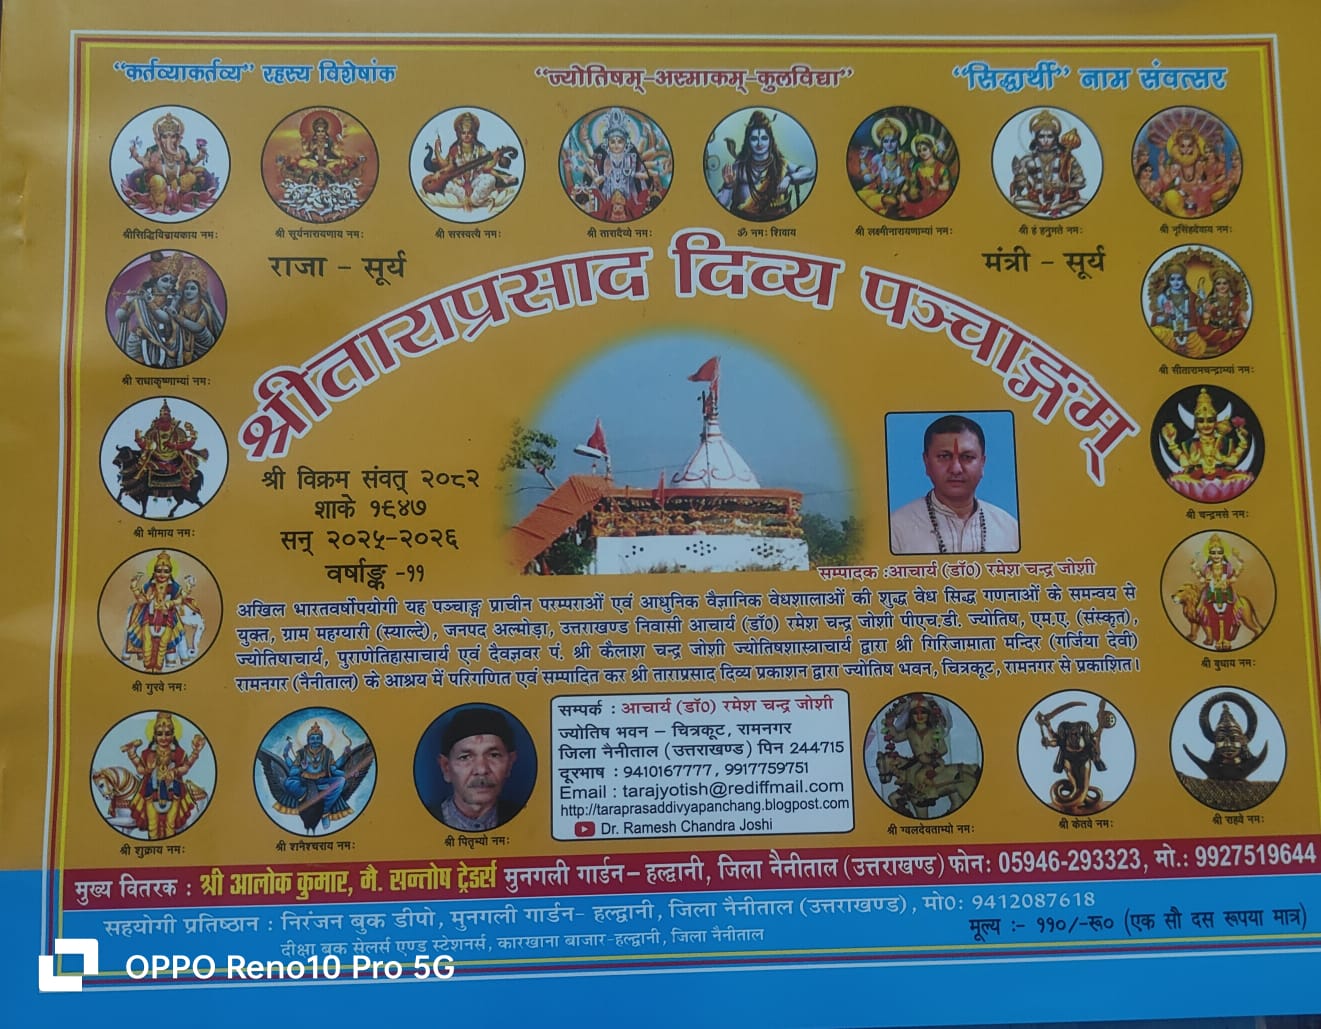 “कर्तव्याकर्तव्य” रहस्य विशेषांक
“ज्योतिषम्-अस्माकम्-कुलविद्या”
“सिद्धार्थी” नाम संवत्सर
श्रीसिद्धिविनायकाय नमः
श्री सूर्यनारायणाय नमः
श्री सरस्वत्यै नमः
श्री तारादैव्ये नमः
ॐ नमः शिवाय
श्री लक्ष्मीनारायणाभ्यां नमः
श्री हं हनुमते नमः
श्री नृसिंहदेवाय नमः
राजा – सूर्य
मंत्री – सूर्य
श्रीताराप्रसाद दिव्य पञ्चाङ्गम्
श्री राधाकृष्णाभ्यां नमः
श्री सीतारामचन्द्राभ्यां नमः
श्री विक्रम संवत् २०८२
शाके १९४७
सन् २०२५-२०२६
वर्षाङ्क -११
श्री भौमाय नमः
श्री चन्द्रमसे नमः
सम्पादक :आचार्य (डॉ0) रमेश चन्द्र जोशी
अखिल भारतवर्षोपयोगी यह पञ्चाङ्ग प्राचीन परम्पराओं एवं आधुनिक वैज्ञानिक वेधशालाओं की शुद्ध वेध सिद्ध गणनाओं के समन्वय से
युक्त, ग्राम महग्यारी (स्याल्दे), जनपद अल्मोड़ा, उत्तराखण्ड निवासी आचार्य (डॉ0) रमेश चन्द्र जोशी पीएच.डी. ज्योतिष, एम.ए. (संस्कृत),
ज्योतिषाचार्य, पुराणेतिहासाचार्य एवं दैवज्ञवर पं. श्री कैलाश चन्द्र जोशी ज्योतिषशास्त्राचार्य द्वारा श्री गिरिजामाता मन्दिर (गर्जिया देवी)
रामनगर (नैनीताल) के आश्रय में परिगणित एवं सम्पादित कर श्री ताराप्रसाद दिव्य प्रकाशन द्वारा ज्योतिष भवन, चित्रकूट, रामनगर से प्रकाशित।
श्री गुरवे नमः
श्री बुधाय नमः
सम्पर्क : आचार्य (डॉ0) रमेश चन्द्र जोशी
ज्योतिष भवन – चित्रकूट, रामनगर
जिला नैनीताल (उत्तराखण्ड) पिन 244715
दूरभाष : 9410167777, 9917759751
Email : tarajyotish@rediffmail.com
http://taraprasaddivyapanchang.blogpost.com
Dr. Ramesh Chandra Joshi
श्री शुक्राय नमः
श्री शनैश्चराय नमः
श्री पितृभ्यो नमः
श्री ग्वलदेवताभ्यो नमः
श्री केतवे नमः
श्री राहवे नमः
मुख्य वितरक : श्री आलोक कुमार, मै. सन्तोष ट्रेडर्स मुनगली गार्डन– हल्द्वानी, जिला नैनीताल (उत्तराखण्ड) फोन: 05946-293323, मो.: 9927519644
सहयोगी प्रतिष्ठान : निरंजन बुक डीपो, मुनगली गार्डन- हल्द्वानी, जिला नैनीताल (उत्तराखण्ड), मो0: 9412087618
दीक्षा बुक सेलर्स एण्ड स्टेशनर्स, कारखाना बाजार-हल्द्वानी, जिला नैनीताल
मूल्य :- ११०/-रू० (एक सौ दस रूपया मात्र)
OPPO Reno10 Pro 5G